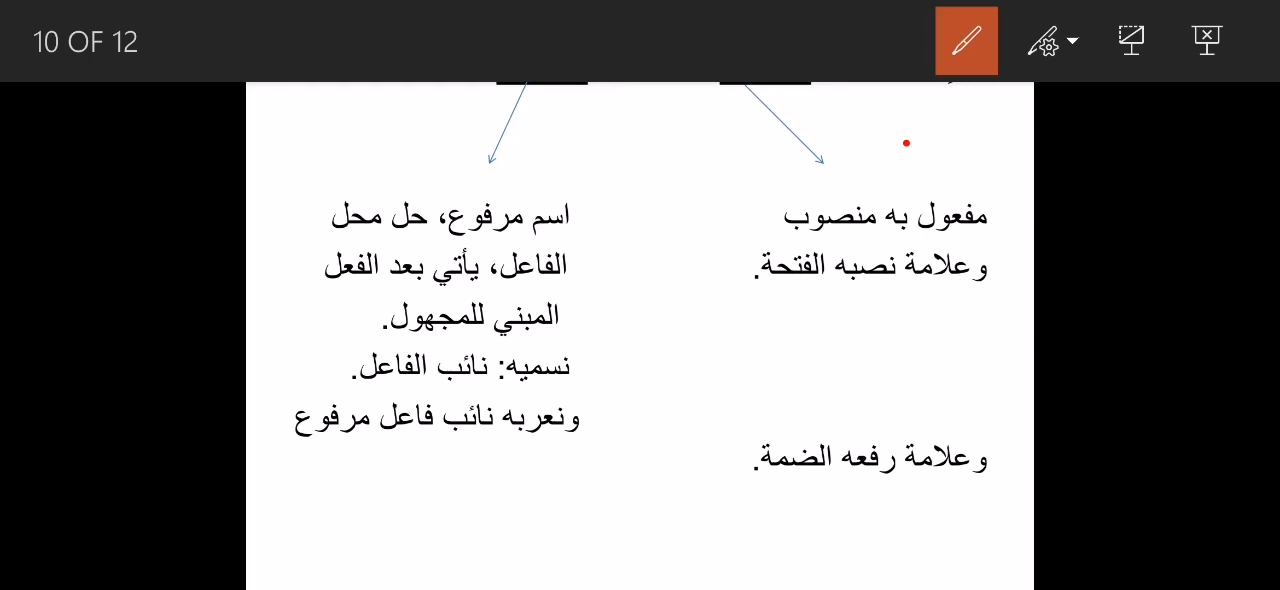 10 OF 12
مفعول به منصوب
وعلامة نصبه الفتحة.
اسم مرفوع، حل محل
الفاعل، يأتي بعد الفعل
المبني للمجهول.
نسميه: نائب الفاعل.
ونعربه نائب فاعل مرفوع
وعلامة رفعه الضمة.